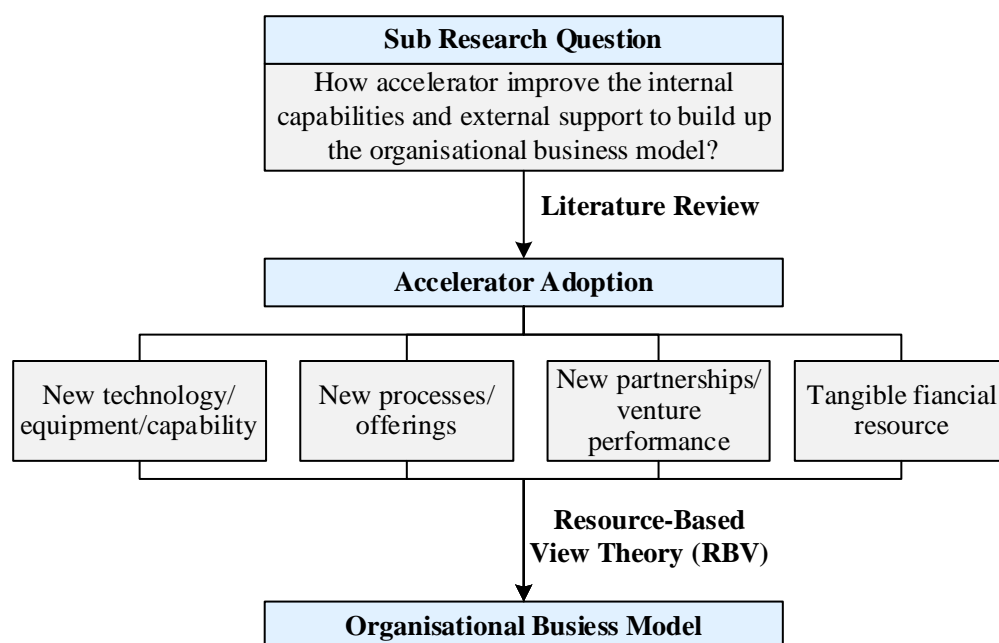 Sub Research Question
How accelerator improve the internal
capabilities and external support to build up
the organisational business model?
Literature Review
Accelerator Adoption
New technology/
equipment/capability
New processes/
offerings
New partnerships/
venture
performance
Tangible fiancial
resource
Resource-Based
View Theory (RBV)
Organisational Busiess Model